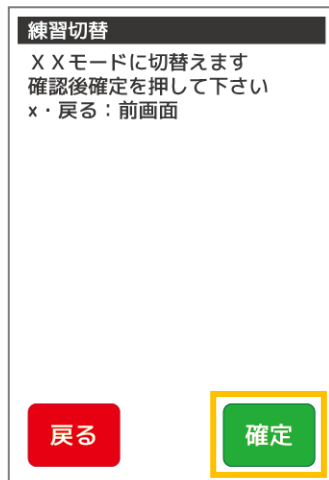 練習切替
ＸＸモードに切替えます
確認後確定を押して下さい
x・戻る：前画面
戻る
確定